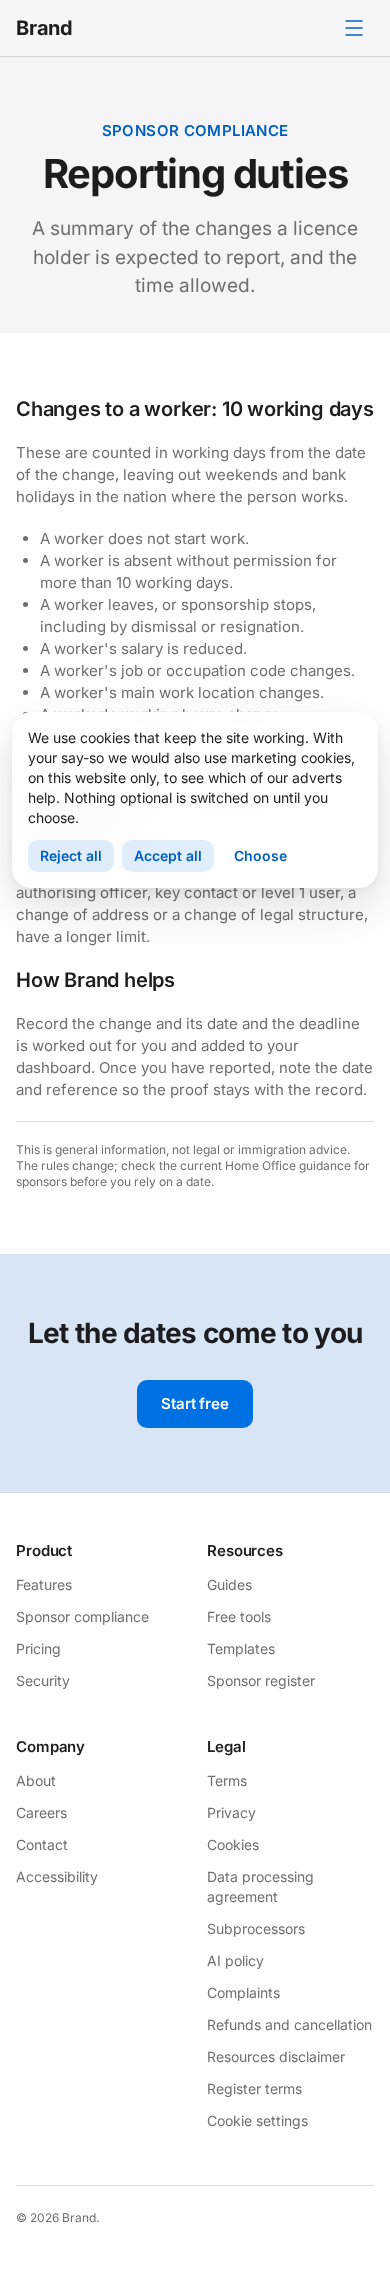 Brand
SPONSOR COMPLIANCE
Reporting duties
A summary of the changes a licence
holder is expected to report, and the
time allowed.
Changes to a worker: 10 working days
These are counted in working days from the date
of the change, leaving out weekends and bank
holidays in the nation where the person works.
• A worker does not start work.
• A worker is absent without permission for
more than 10 working days.
• A worker leaves, or sponsorship stops,
including by dismissal or resignation.
• A worker's salary is reduced.
• A worker's job or occupation code changes.
• A worker's main work location changes.
We use cookies that keep the site working. With
your say-so we would also use marketing cookies,
on this website only, to see which of our adverts
help. Nothing optional is switched on until you
choose.
Reject all
Accept all
Choose
authorising officer, key contact or level 1 user, a
change of address or a change of legal structure,
have a longer limit.
How Brand helps
Record the change and its date and the deadline
is worked out for you and added to your
dashboard. Once you have reported, note the date
and reference so the proof stays with the record.
This is general information, not legal or immigration advice.
The rules change; check the current Home Office guidance for
sponsors before you rely on a date.
Let the dates come to you
Start free
Product
Features
Sponsor compliance
Pricing
Security
Resources
Guides
Free tools
Templates
Sponsor register
Company
About
Careers
Contact
Accessibility
Legal
Terms
Privacy
Cookies
Data processing
agreement
Subprocessors
AI policy
Complaints
Refunds and cancellation
Resources disclaimer
Register terms
Cookie settings
© 2026 Brand.